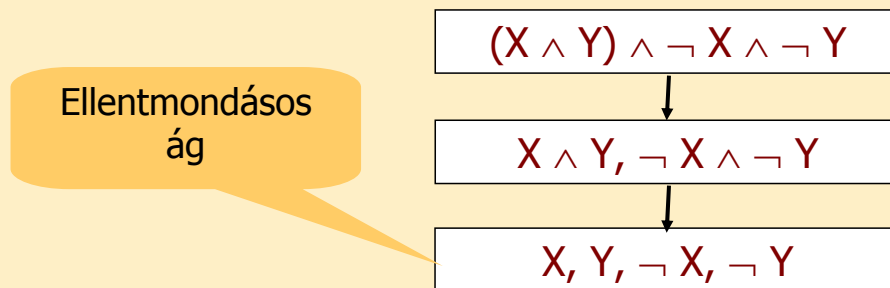 (X ∧ Y) ∧ ¬ X ∧ ¬ Y
Ellentmondásos
ág
X ∧ Y, ¬ X ∧ ¬ Y
X, Y, ¬ X, ¬ Y